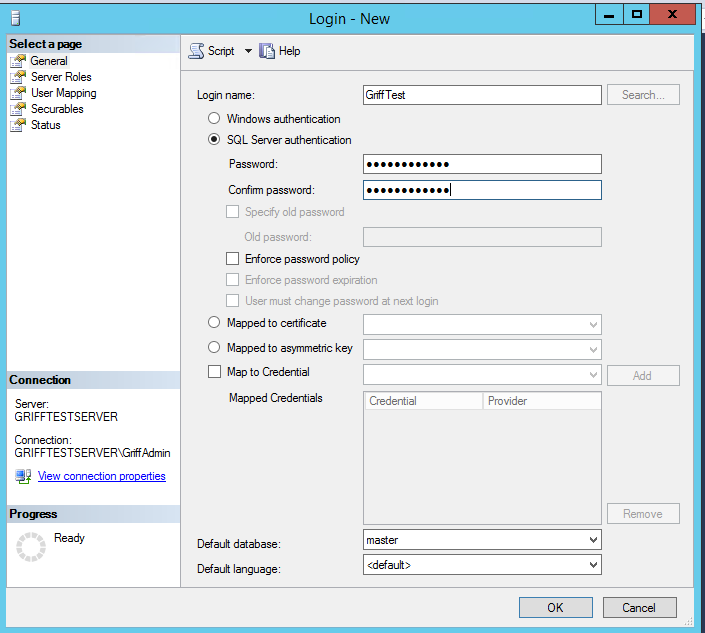 Login - New
Select a page
General
Server Roles
User Mapping
Securables
Status
Script
Help
Login name:
GriffTest
Search...
Windows authentication
SQL Server authentication
Password:
●●●●●●●●●●●●
Confirm password:
●●●●●●●●●●●●
Specify old password
Old password:
Enforce password policy
Enforce password expiration
User must change password at next login
Mapped to certificate
Mapped to asymmetric key
Map to Credential
Add
Mapped Credentials
Credential Provider
Remove
Default database:
master
Default language:
<default>
Connection
Server:
GRIFFTESTSERVER
Connection:
GRIFFTESTSERVER\GriffAdmin
View connection properties
Progress
Ready
OK
Cancel